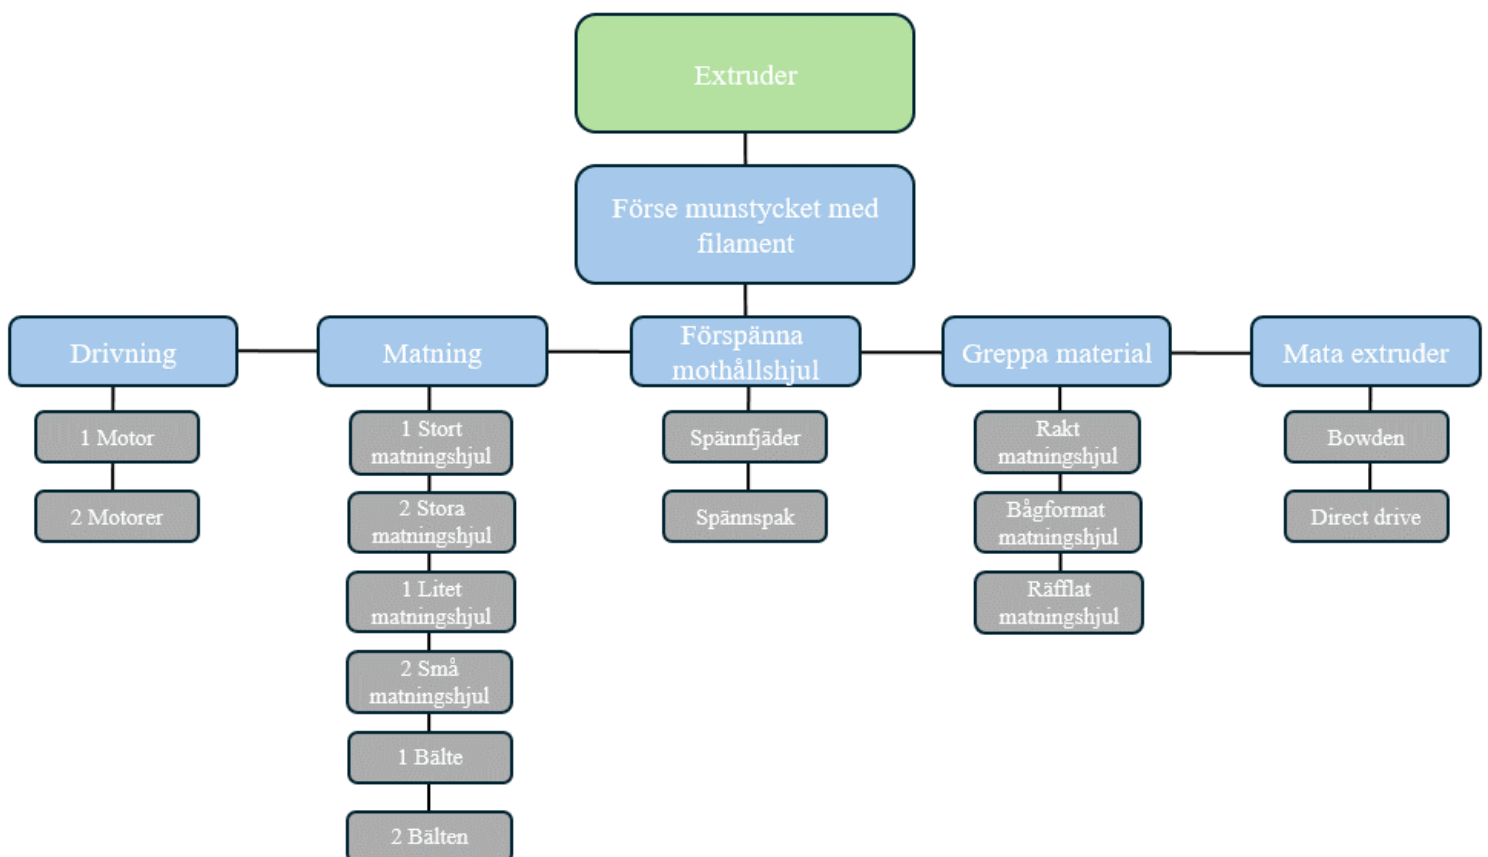 Extruder
Förse munstycket med
filament
Drivning
Matning
Förspänna
mothållshjul
Greppa material
Mata extruder
1 Motor
2 Motorer
1 Stort
matningshjul
2 Stora
matningshjul
1 Litet
matningshjul
2 Små
matningshjul
1 Bälte
2 Bälten
Spännfjäder
Spännspak
Rakt
matningshjul
Bågformat
matningshjul
Räfflat
matningshjul
Bowden
Direct drive